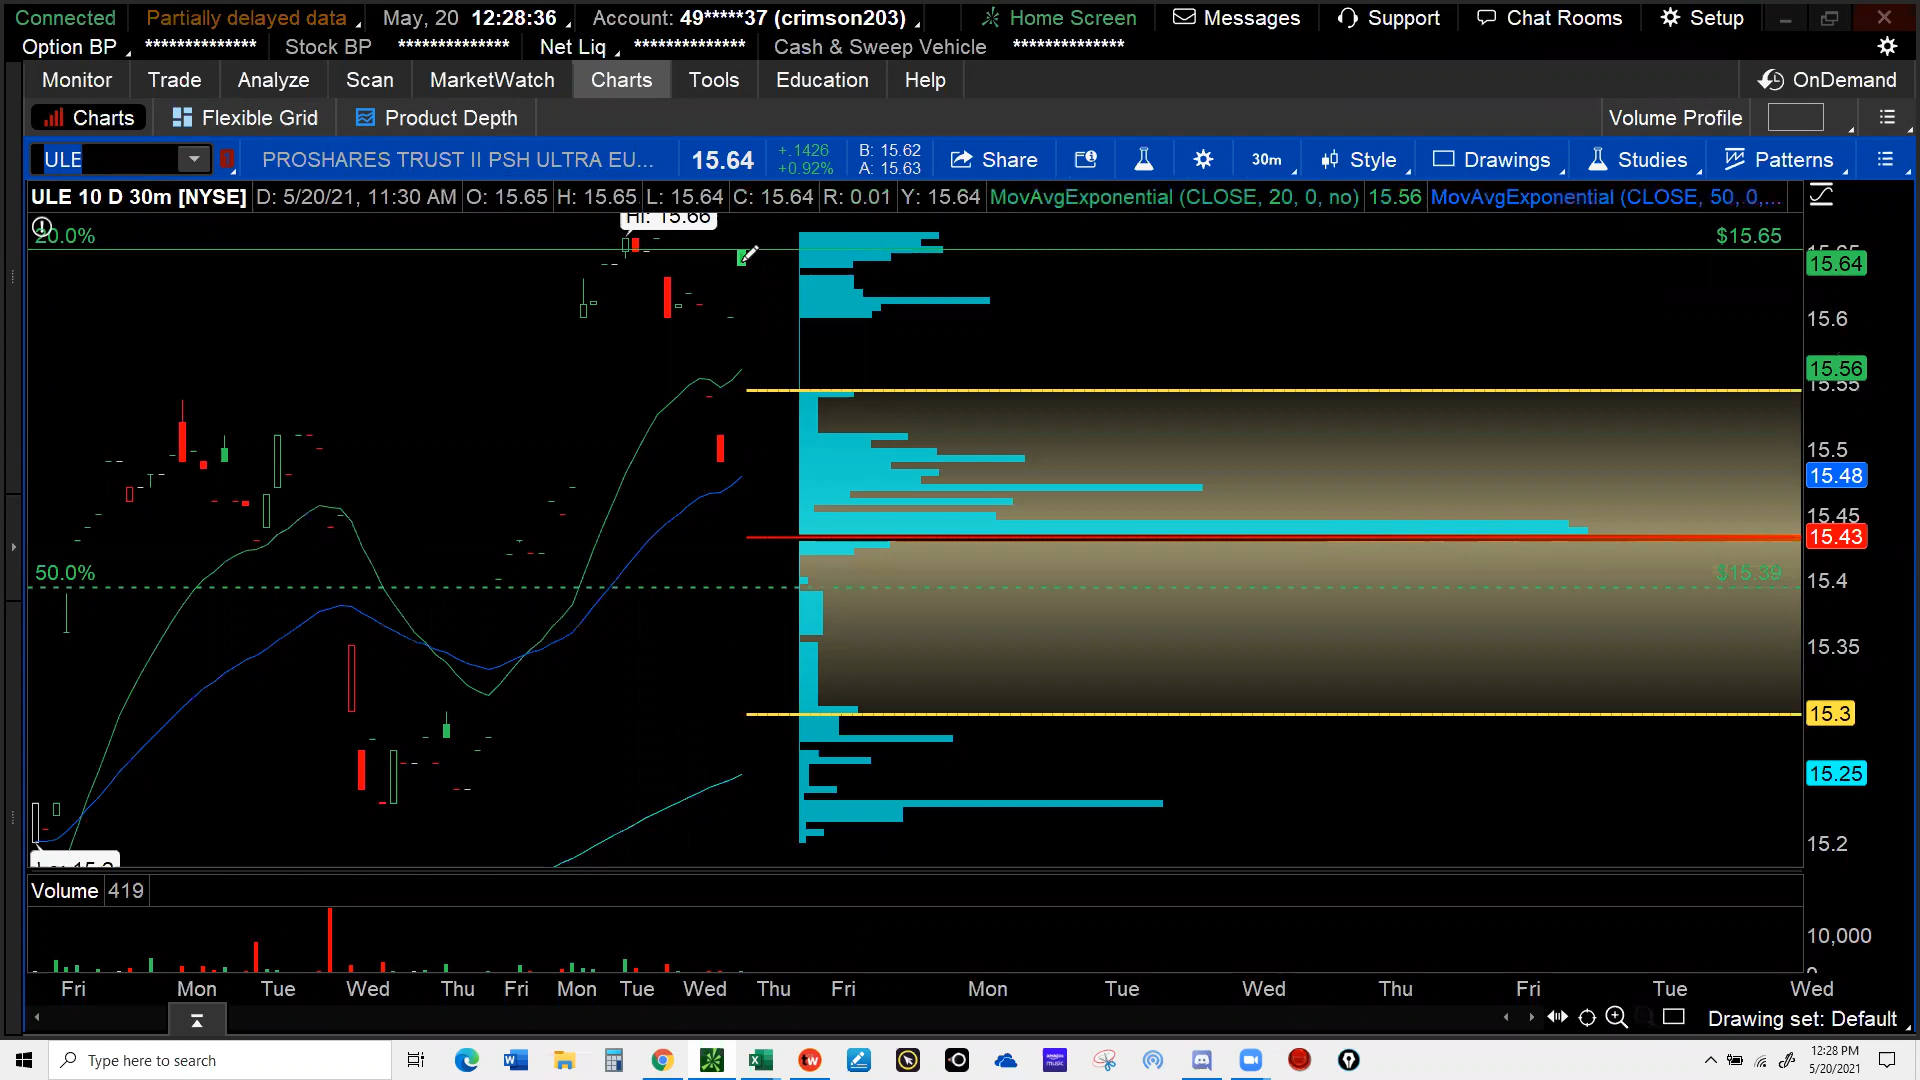 Connected Partially delayed data May, 20 12:28:36 Account: 49*****37 (crimson203) Home Screen Messages Support Chat Rooms Setup
Option BP ************** Stock BP ************** Net Liq ************** Cash & Sweep Vehicle **************
Monitor Trade Analyze Scan MarketWatch Charts Tools Education Help OnDemand
Charts Flexible Grid Product Depth Volume Profile
ULE PROSHARES TRUST II PSH ULTRA EU... 15.64 +.1426 +0.92% B: 15.62 A: 15.63 Share 30m Style Drawings Studies Patterns
ULE 10 D 30m [NYSE] D: 5/20/21, 11:30 AM O: 15.65 H: 15.65 L: 15.64 C: 15.64 R: 0.01 Y: 15.64 MovAvgExponential (CLOSE, 20, 0, no) 15.56 MovAvgExponential (CLOSE, 50, 0,...
Hi: 15.66
20.0% $15.65
15.64
15.6
15.56
15.55
15.5
15.48
15.45
15.43
50.0% $15.39
15.4
15.35
15.3
15.25
15.2
Volume 419
10,000
0
Fri Mon Tue Wed Thu Fri Mon Tue Wed Thu Fri Mon Tue Wed Thu Fri Tue Wed
Drawing set: Default
Type here to search
12:28 PM
5/20/2021